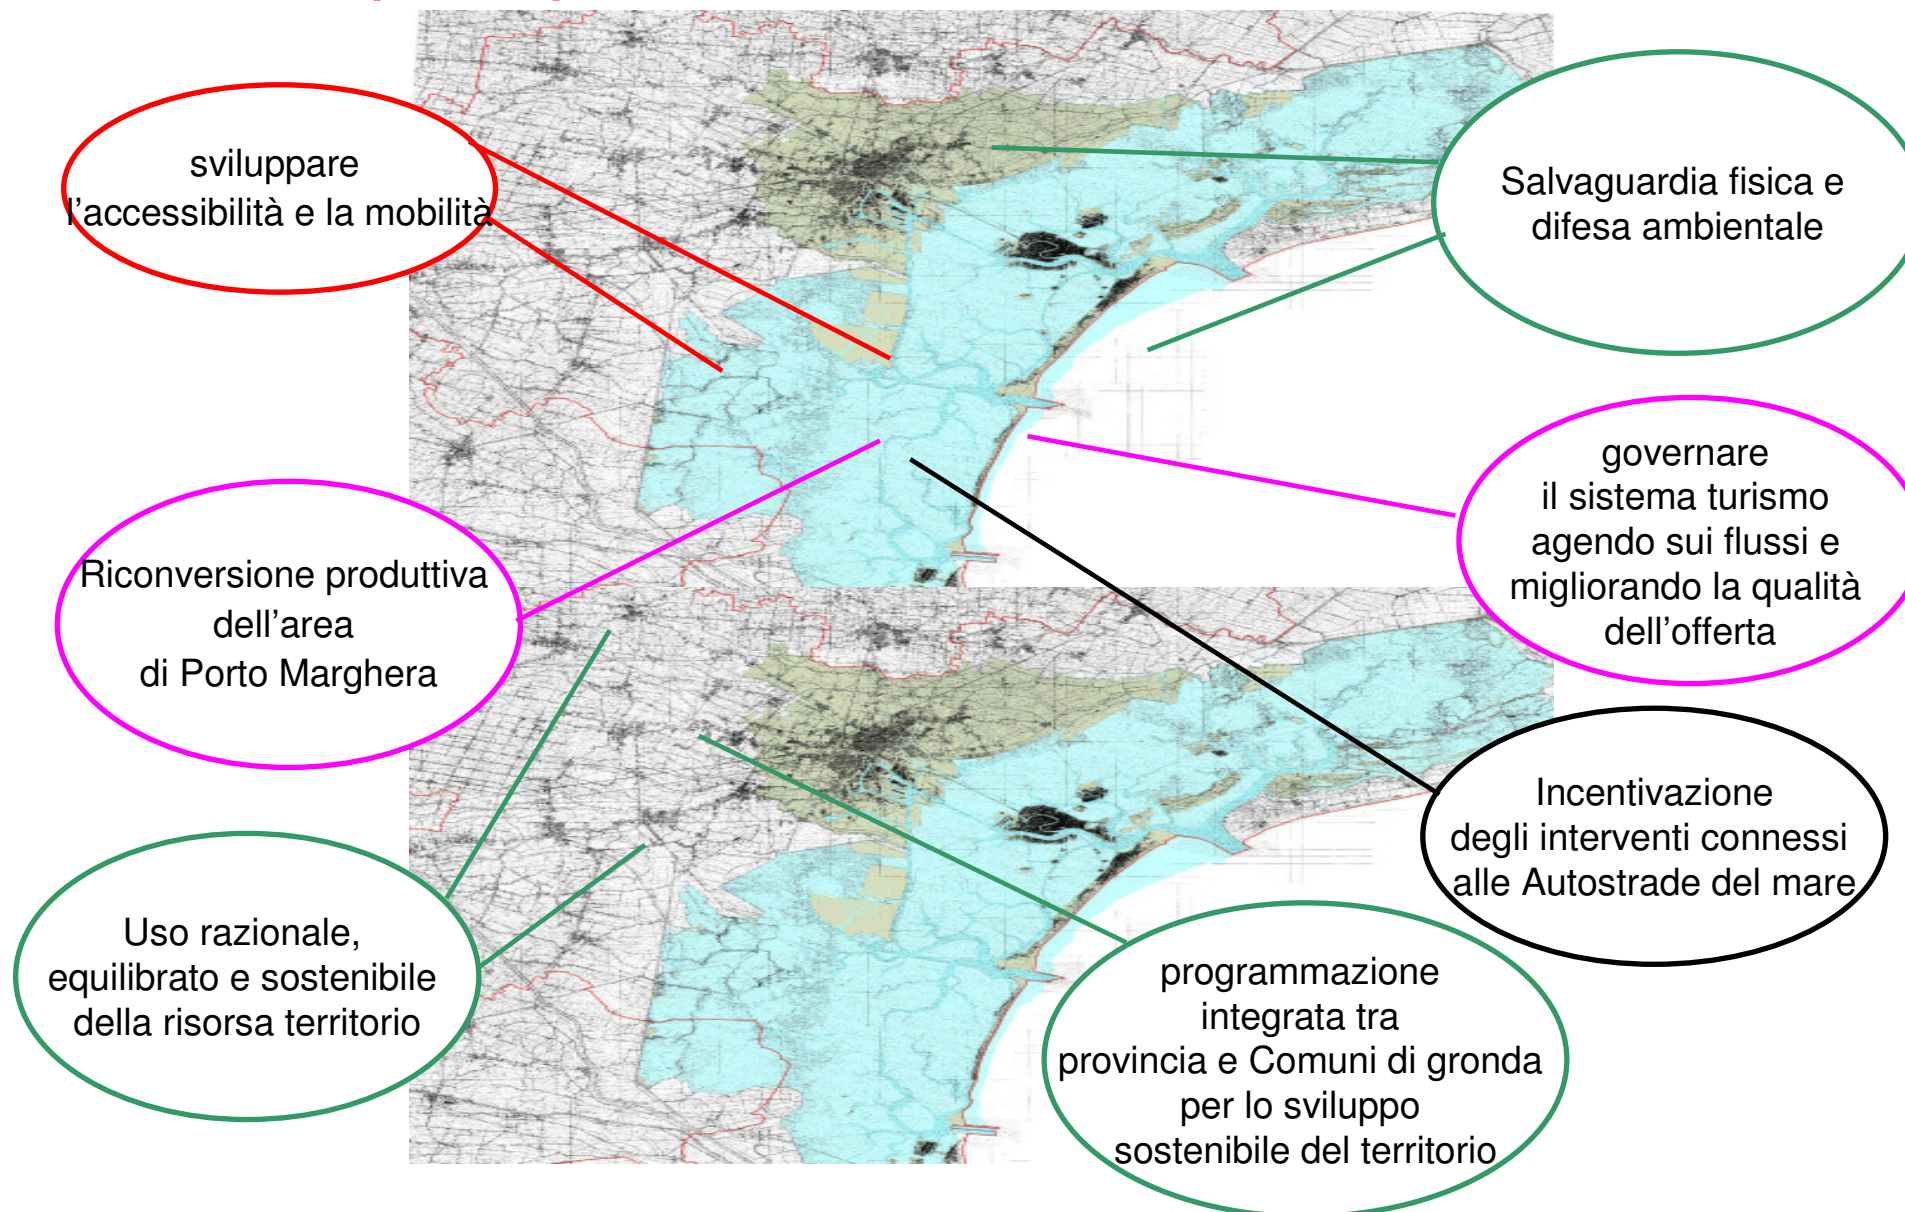 sviluppare
l’accessibilità e la mobilità
Salvaguardia fisica e
difesa ambientale
governare
il sistema turismo
agendo sui flussi e
migliorando la qualità
dell’offerta
Riconversione produttiva
dell’area
di Porto Marghera
Incentivazione
degli interventi connessi
alle Autostrade del mare
Uso razionale,
equilibrato e sostenibile
della risorsa territorio
programmazione
integrata tra
provincia e Comuni di gronda
per lo sviluppo
sostenibile del territorio